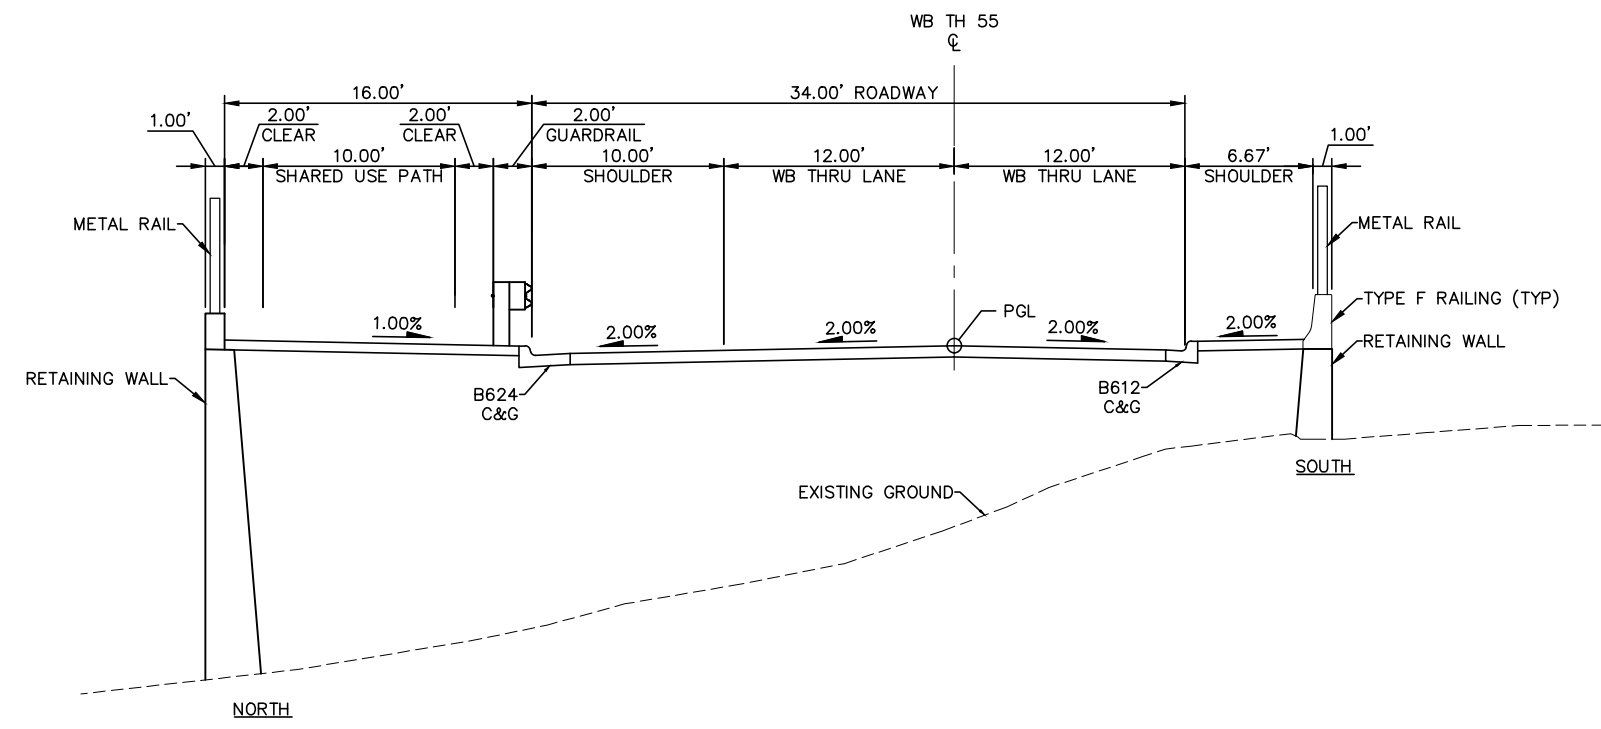 WB TH 55
℄
16.00'
34.00' ROADWAY
1.00'
2.00'
CLEAR
2.00'
CLEAR
2.00'
GUARDRAIL
1.00'
10.00'
SHARED USE PATH
10.00'
SHOULDER
12.00'
WB THRU LANE
12.00'
WB THRU LANE
6.67'
SHOULDER
METAL RAIL
METAL RAIL
TYPE F RAILING (TYP)
PGL
1.00%
2.00%
2.00%
2.00%
2.00%
RETAINING WALL
RETAINING WALL
B624
C&G
B612
C&G
SOUTH
EXISTING GROUND
NORTH